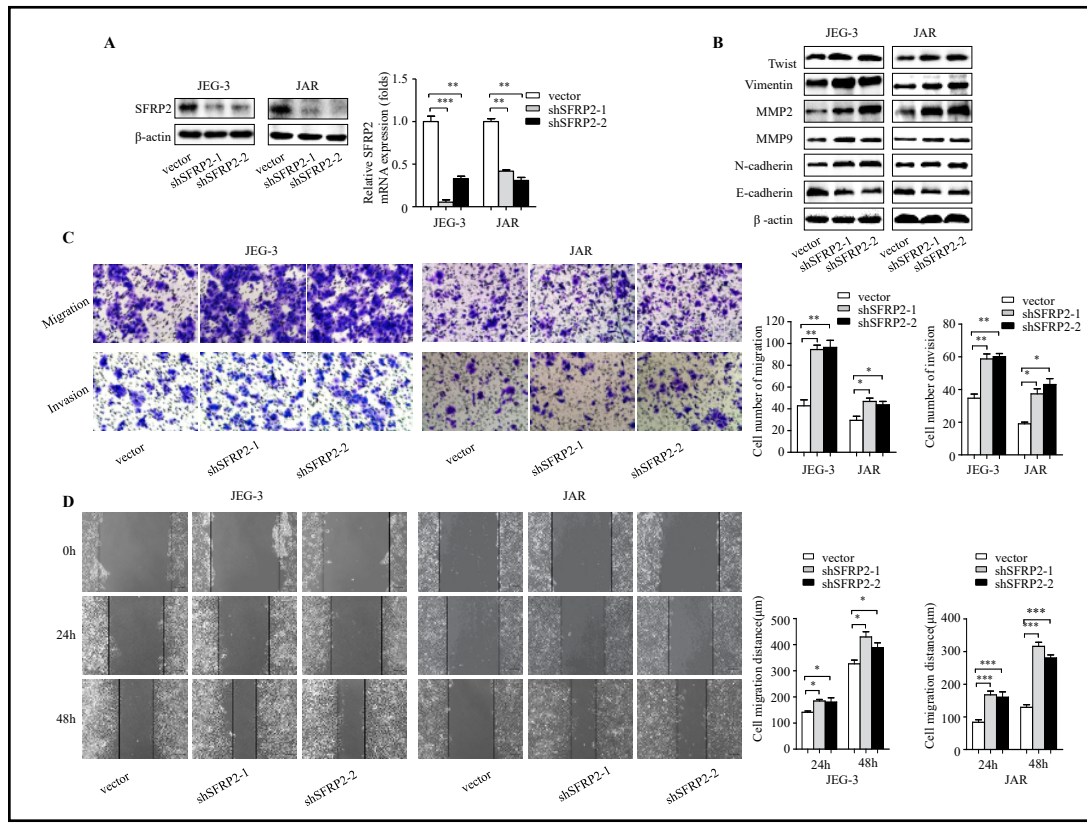 A
JEG-3
JAR
SFRP2
β-actin
vector
shSFRP2-1
shSFRP2-2
vector
shSFRP2-1
shSFRP2-2
Relative SFRP2
mRNA expression (folds)
1.5
1.0
0.5
0
**
***
**
**
vector
shSFRP2-1
shSFRP2-2
JEG-3
JAR
B
JEG-3
JAR
Twist
Vimentin
MMP2
MMP9
N-cadherin
E-cadherin
β -actin
vector
shSFRP2-1
shSFRP2-2
vector
shSFRP2-1
shSFRP2-2
C
JEG-3
JAR
Migration
Invasion
vector
shSFRP2-1
shSFRP2-2
vector
shSFRP2-1
shSFRP2-2
vector
shSFRP2-1
shSFRP2-2
Cell number of migration
120
100
80
60
40
20
0
**
**
*
*
JEG-3
JAR
vector
shSFRP2-1
shSFRP2-2
Cell number of invision
80
60
40
20
0
**
**
*
*
JEG-3
JAR
D
JEG-3
JAR
0h
24h
48h
vector
shSFRP2-1
shSFRP2-2
vector
shSFRP2-1
shSFRP2-2
vector
shSFRP2-1
shSFRP2-2
Cell migration distance(μm)
500
400
300
200
100
0
*
*
*
*
24h
48h
JEG-3
vector
shSFRP2-1
shSFRP2-2
Cell migration distance(μm)
400
300
200
100
0
***
***
***
***
24h
48h
JAR